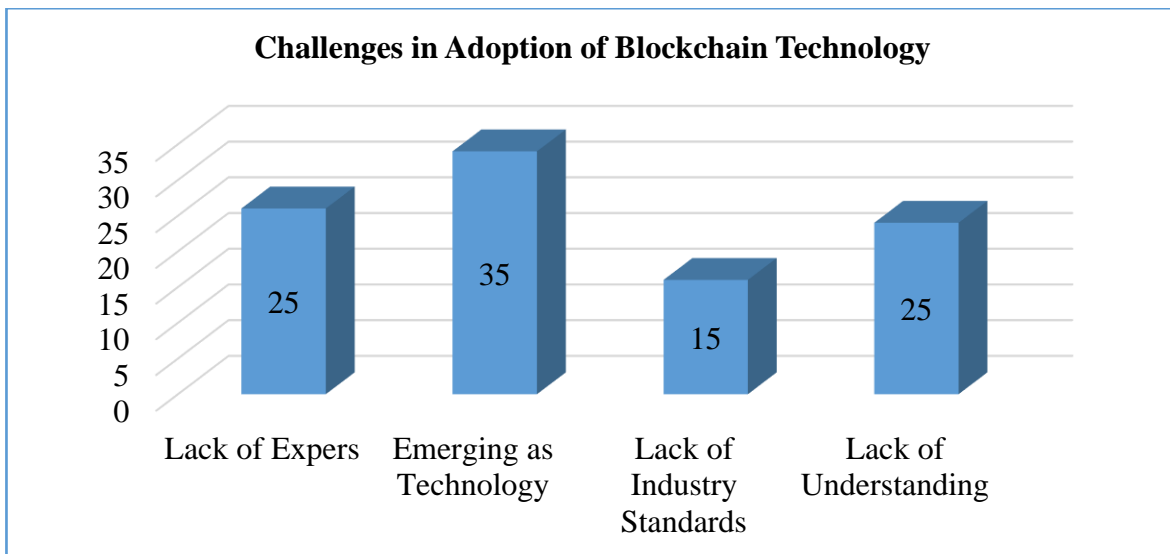 Challenges in Adoption of Blockchain Technology
35
30
25
20
15
10
5
0
25
35
15
25
Lack of Expers
Emerging as
Technology
Lack of
Industry
Standards
Lack of
Understanding